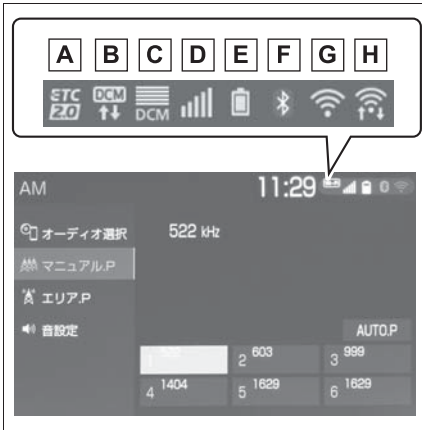 A B C D E F G H
ETC 2.0 DCM DCM
AM 11:29
オーディオ選択 522 kHz
マニュアル.P
エリア.P
音設定
AUTO.P
1 2 603 3 999
4 1404 5 1629 6 1629